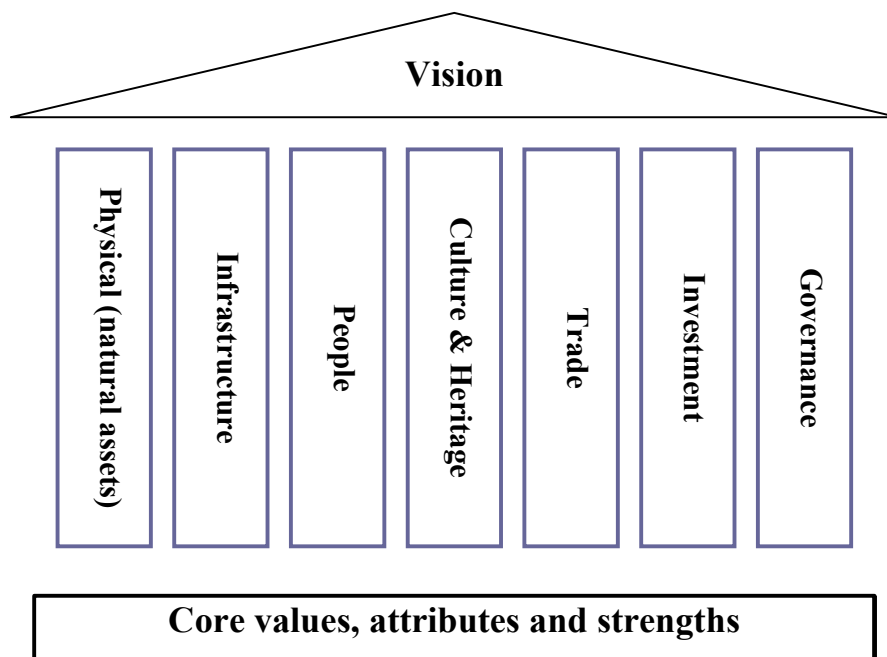 Vision
Physical (natural assets)
Infrastructure
People
Culture & Heritage
Trade
Investment
Governance
Core values, attributes and strengths